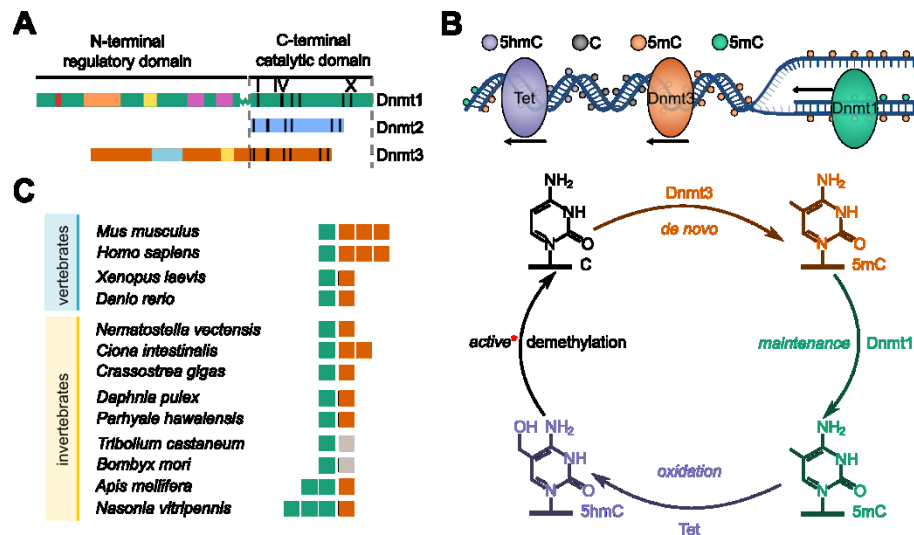 A
N-terminal
regulatory domain
C-terminal
catalytic domain
I IV X
Dnmt1
Dnmt2
Dnmt3
B
5hmC C 5mC 5mC
Tet
Dnmt3
Dnmt1
NH₂
NH
N O
C
Dnmt3
de novo
NH₂
NH
N O
5mC
active* demethylation
maintenance Dnmt1
OH NH₂
NH
N O
5hmC
oxidation
Tet
NH₂
NH
N O
5mC
C
vertebrates
Mus musculus
Homo sapiens
Xenopus laevis
Danio rerio
invertebrates
Nematostella vectensis
Ciona intestinalis
Crassostrea gigas
Daphnia pulex
Parhyale hawaiensis
Tribolium castaneum
Bombyx mori
Apis mellifera
Nasonia vitripennis